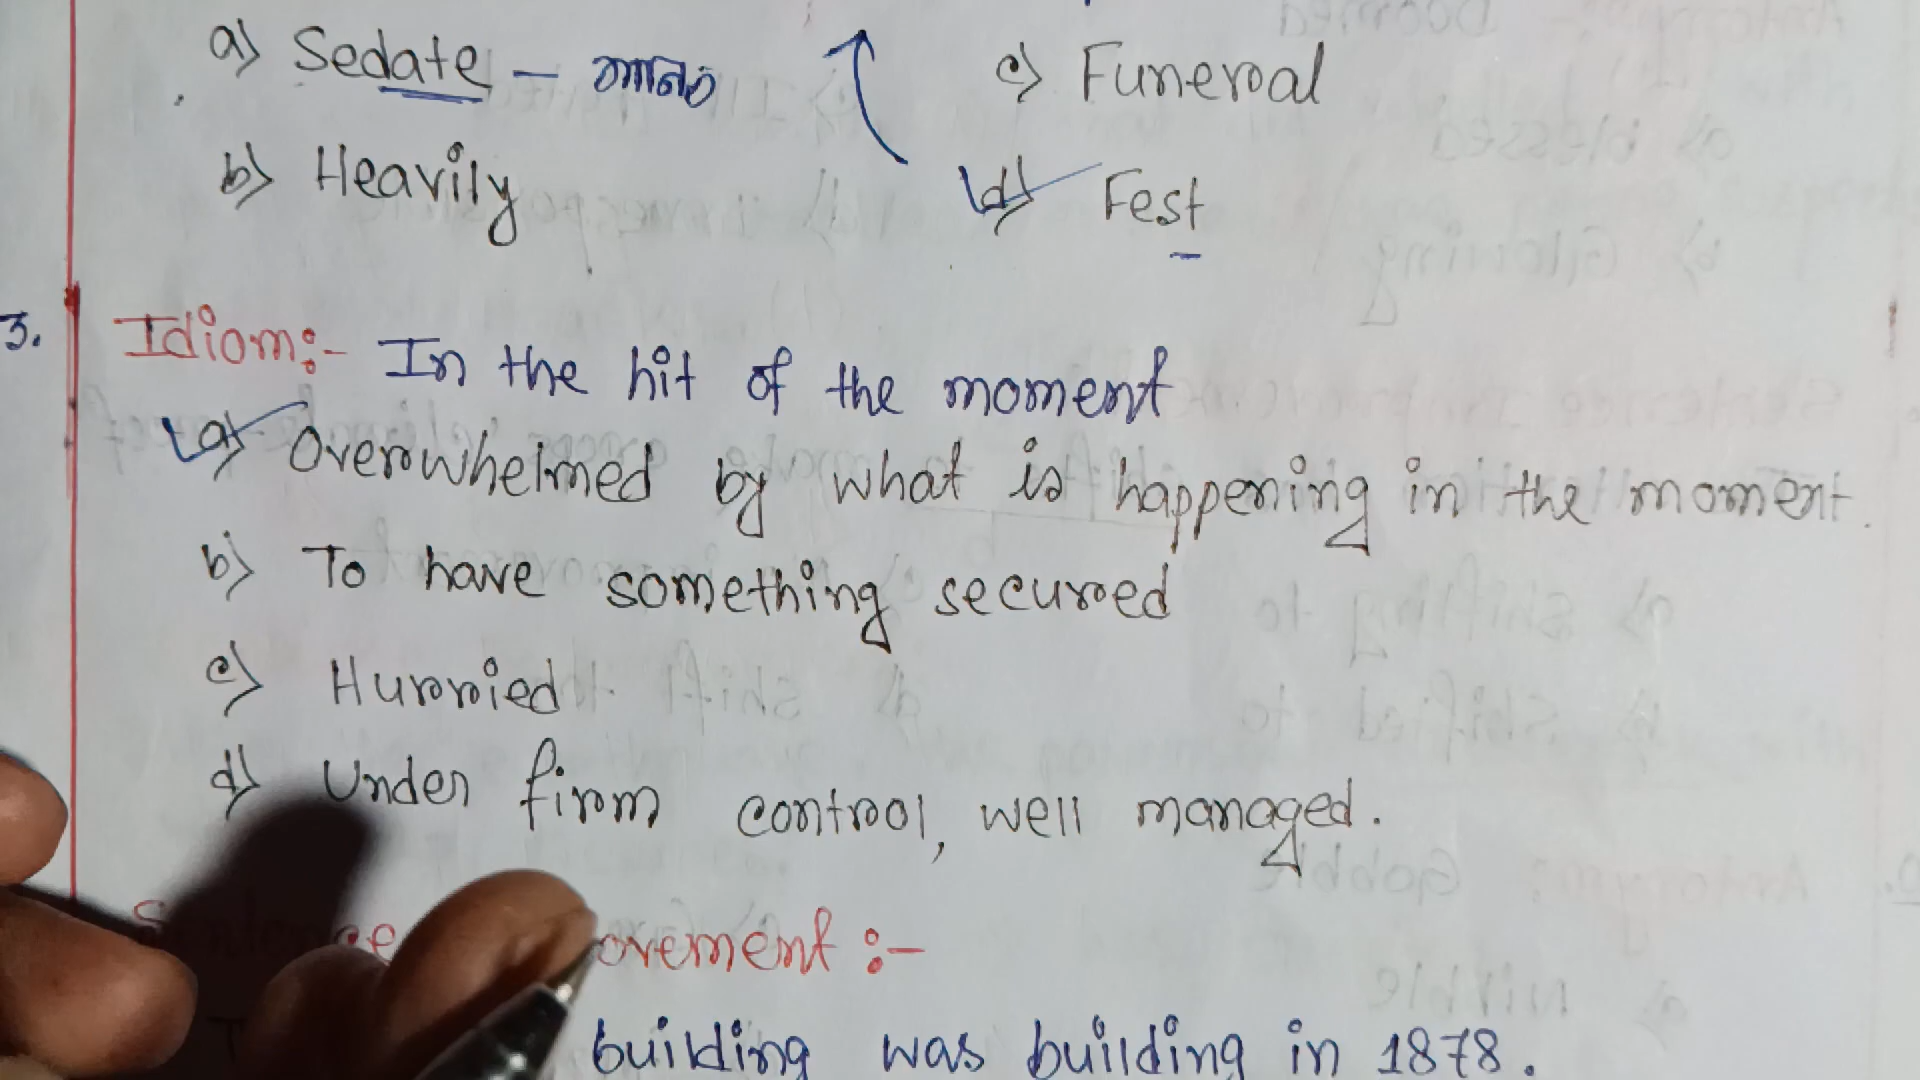 a) Sedate – শান্ত
c) Funeral
b) Heavily
d) Fest
3. Idiom:- In the hit of the moment
a) Overwhelmed by what is happening in the moment.
b) To have something secured
c) Hurried
d) Under firm control, well managed.
building was building in 1878.